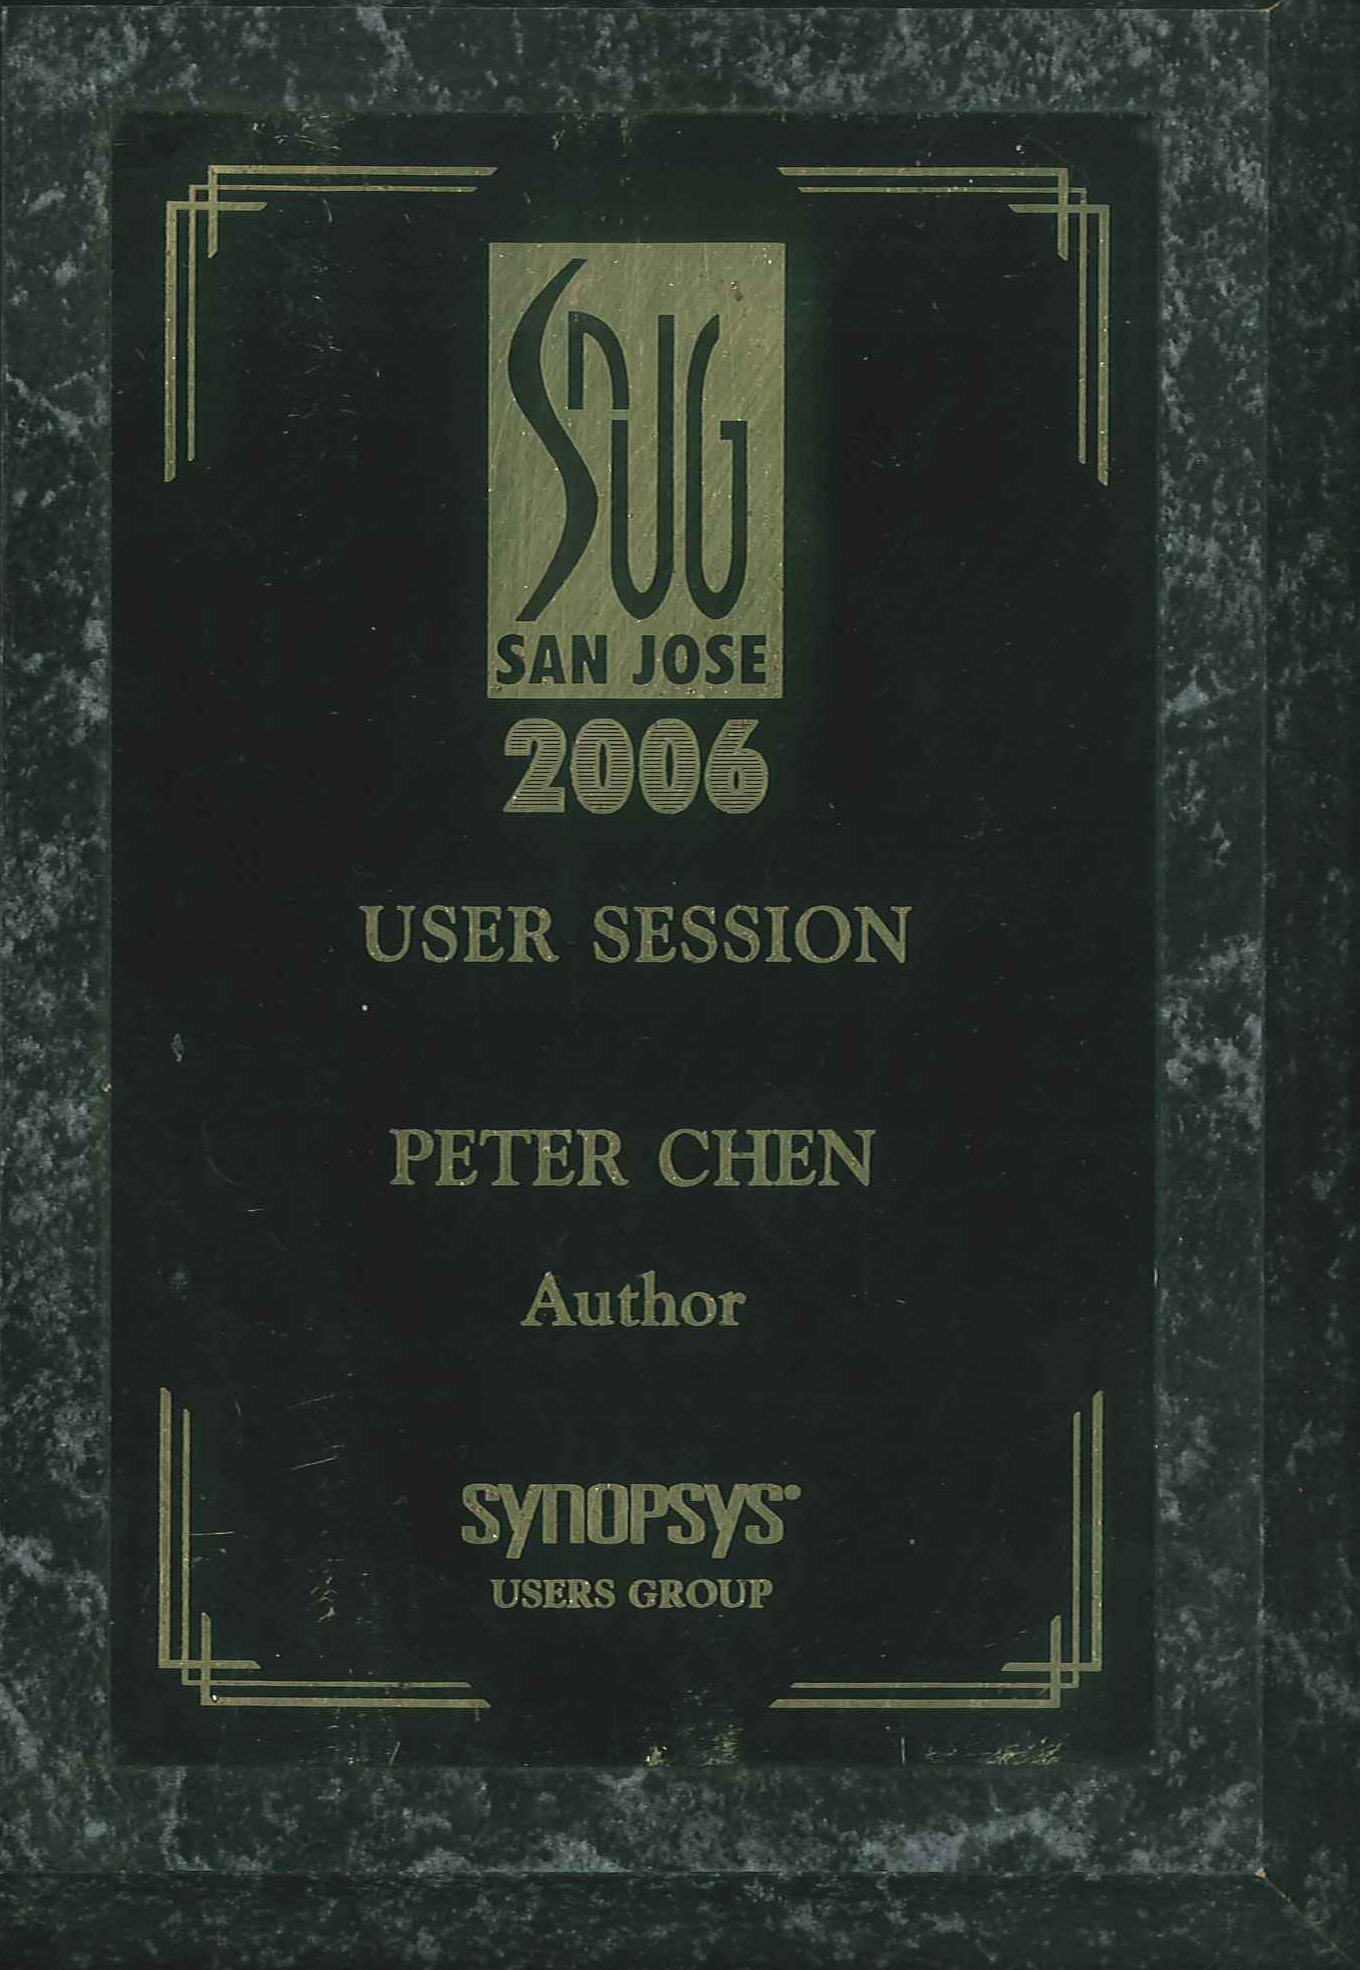 SNUG
SAN JOSE
2006
USER SESSION
PETER CHEN
Author
SYNOPSYS®
USERS GROUP